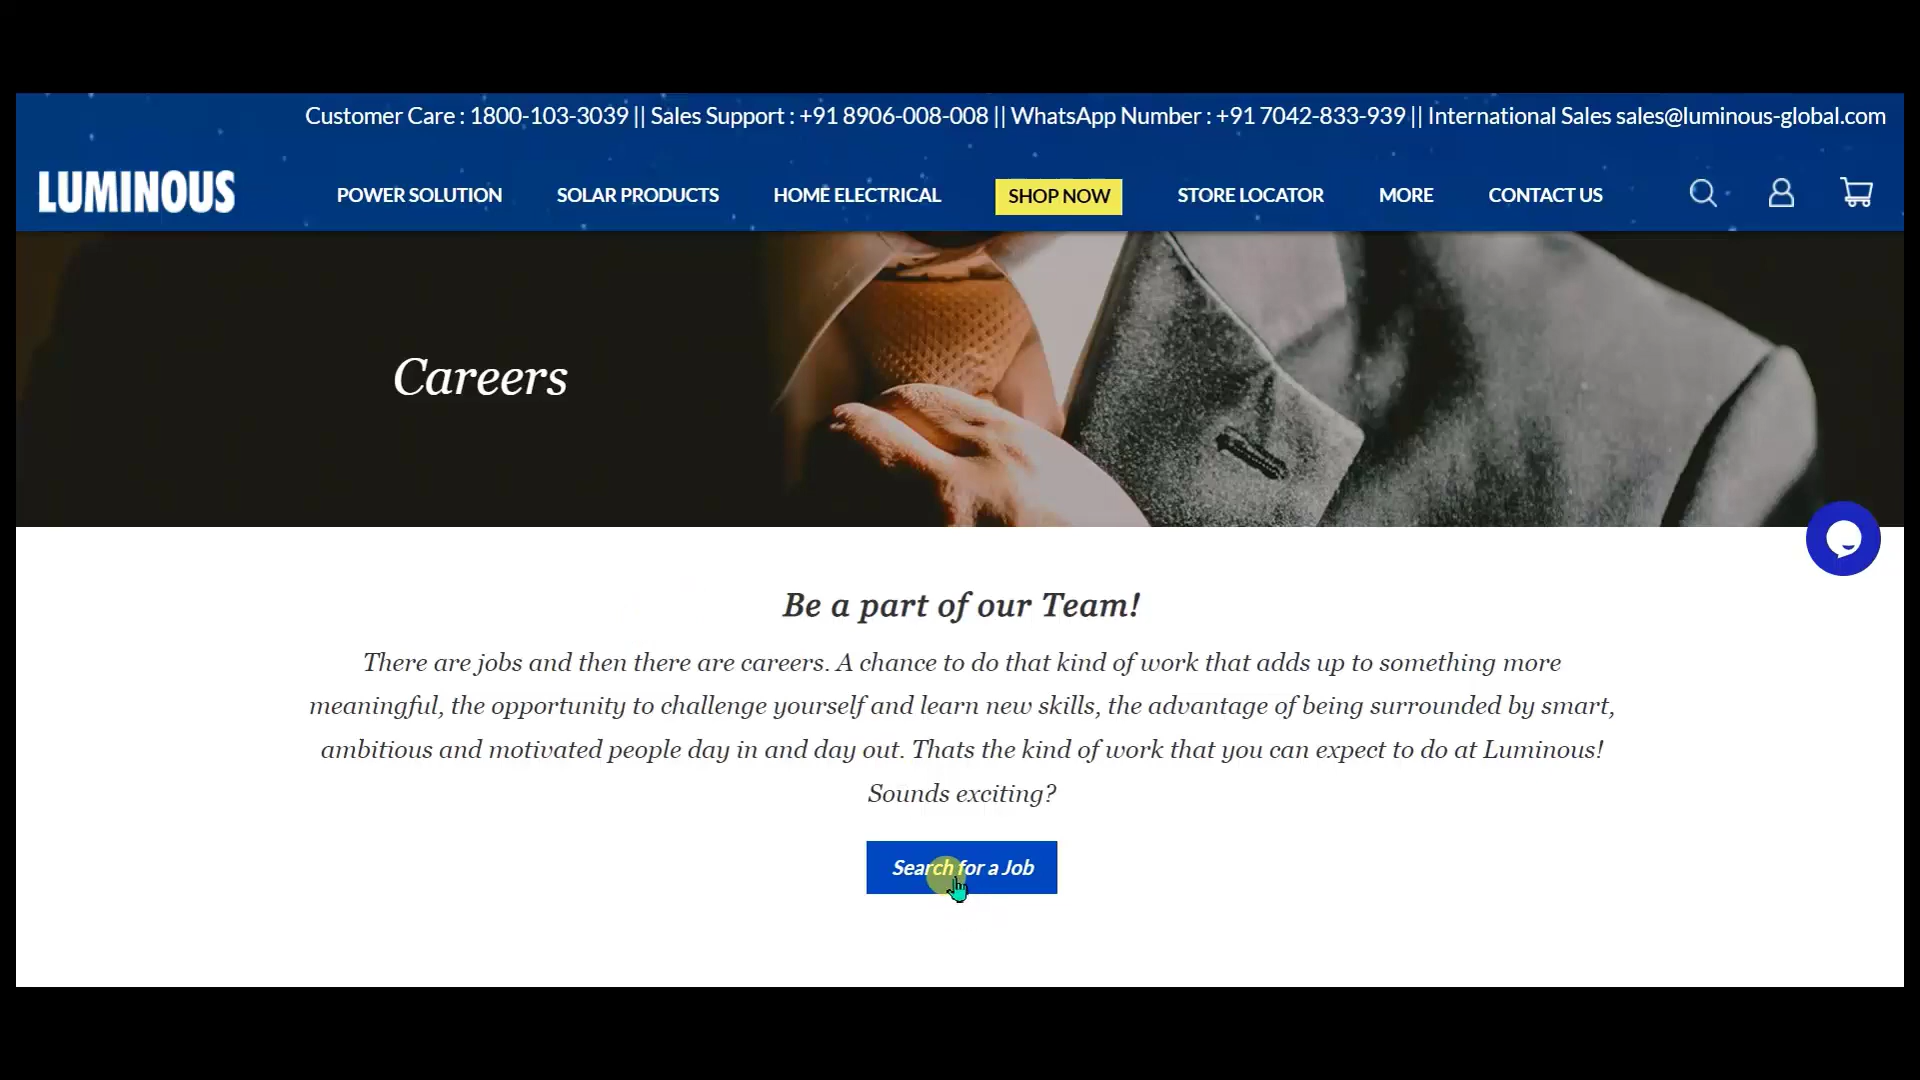 Customer Care : 1800-103-3039 || Sales Support : +91 8906-008-008 || WhatsApp Number : +91 7042-833-939 || International Sales sales@luminous-global.com
LUMINOUS
POWER SOLUTION SOLAR PRODUCTS HOME ELECTRICAL SHOP NOW STORE LOCATOR MORE CONTACT US
Careers
Be a part of our Team!
There are jobs and then there are careers. A chance to do that kind of work that adds up to something more
meaningful, the opportunity to challenge yourself and learn new skills, the advantage of being surrounded by smart,
ambitious and motivated people day in and day out. Thats the kind of work that you can expect to do at Luminous!
Sounds exciting?
Search for a Job